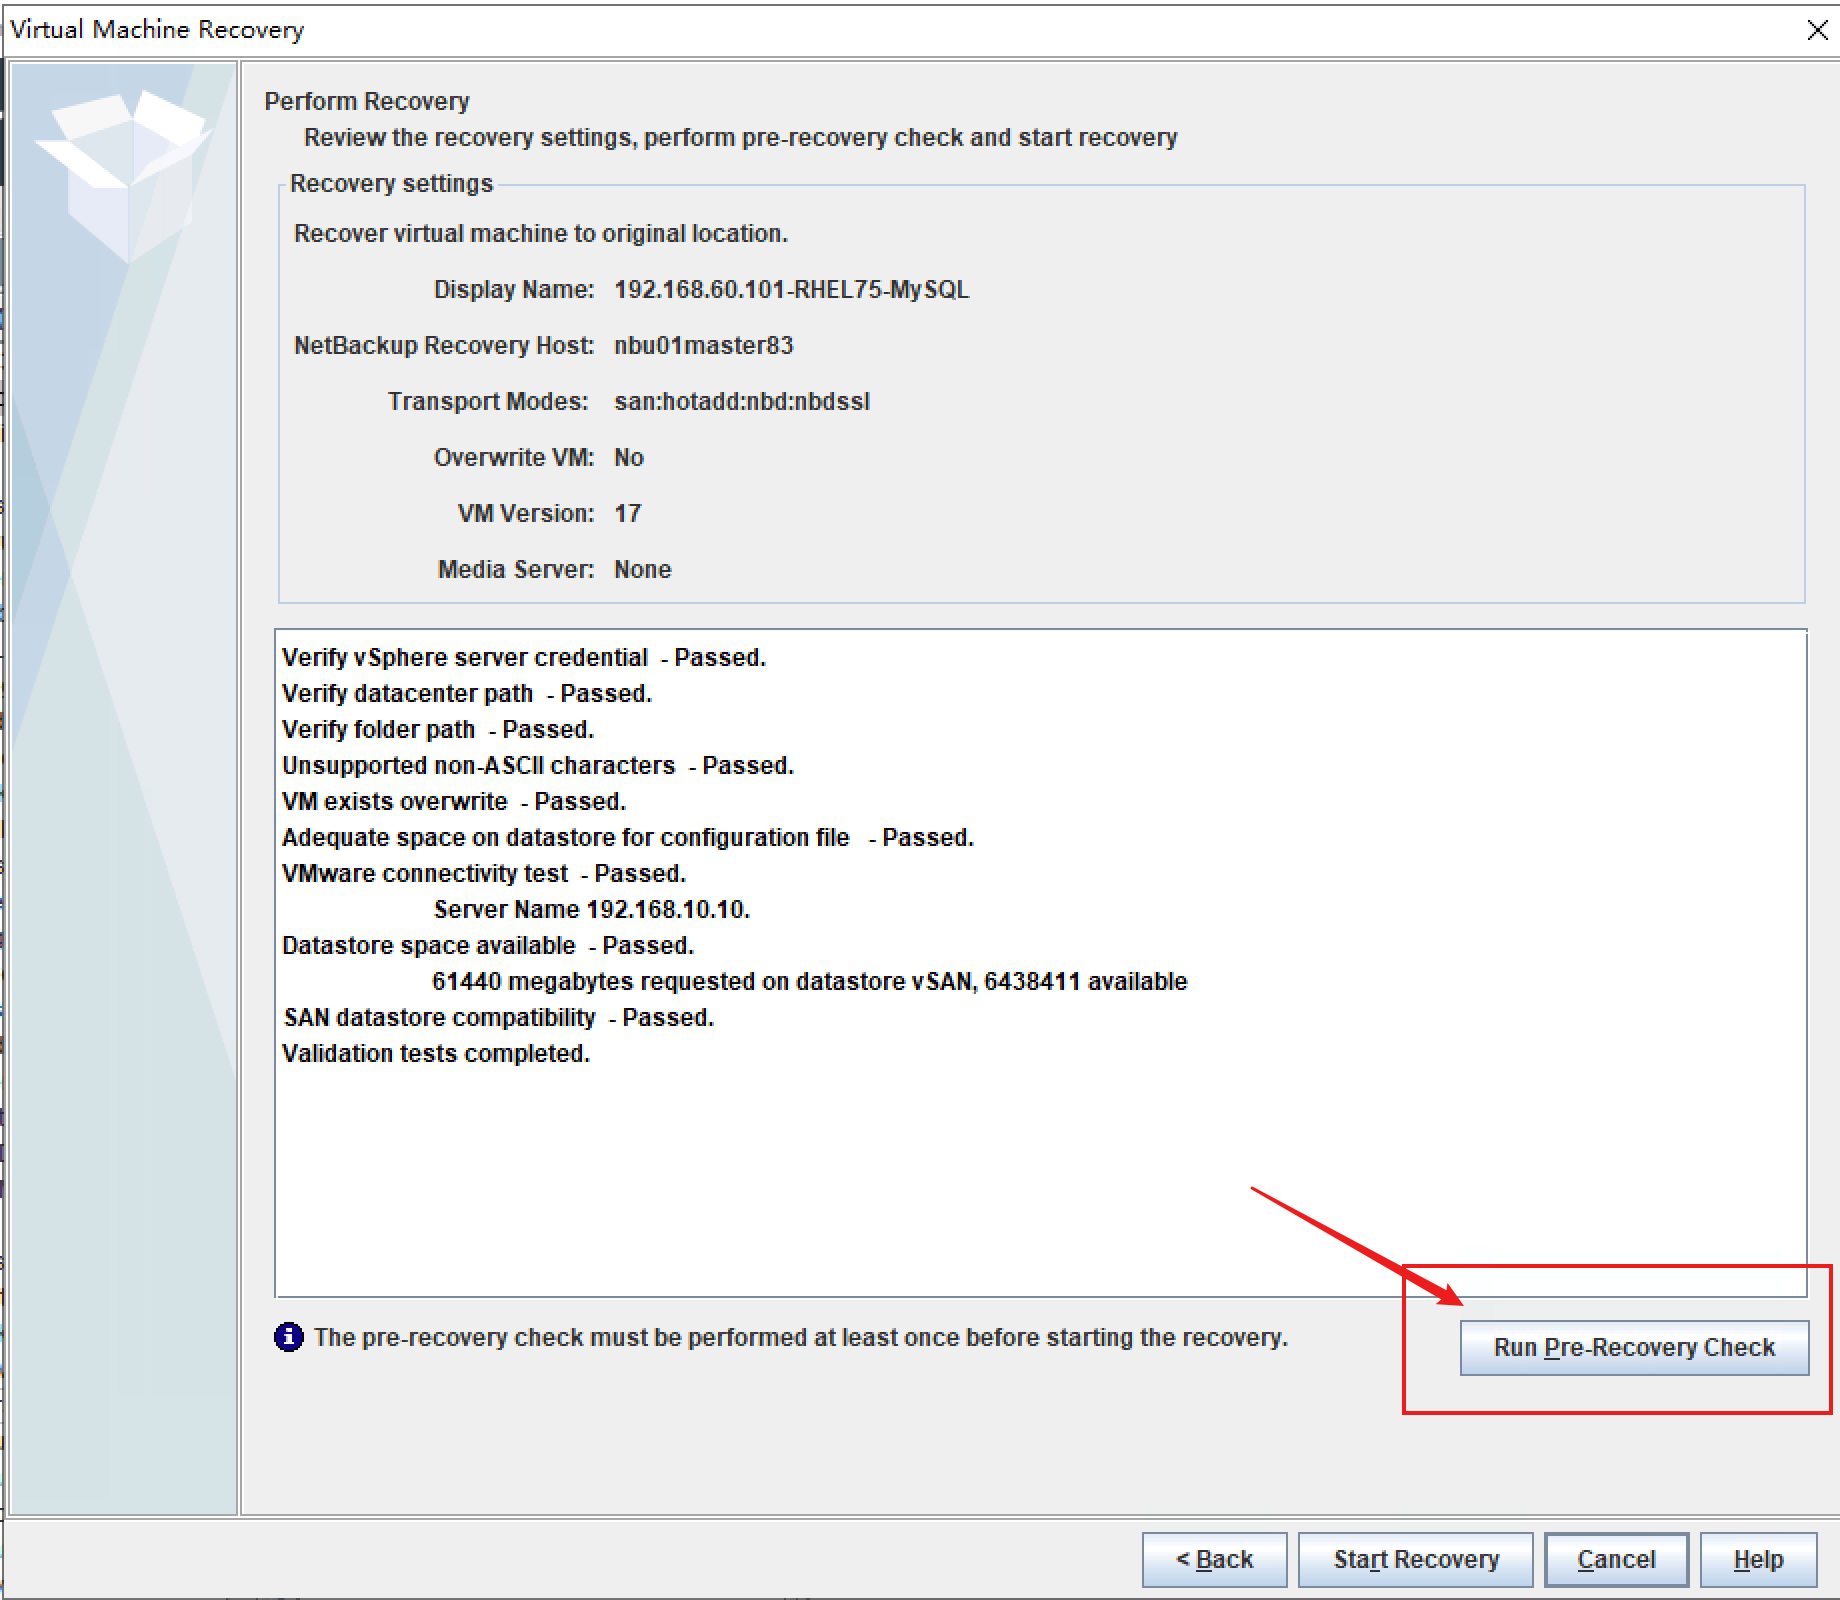 Virtual Machine Recovery
Perform Recovery
Review the recovery settings, perform pre-recovery check and start recovery
Recovery settings
Recover virtual machine to original location.
Display Name: 192.168.60.101-RHEL75-MySQL
NetBackup Recovery Host: nbu01master83
Transport Modes: san:hotadd:nbd:nbdssl
Overwrite VM: No
VM Version: 17
Media Server: None
Verify vSphere server credential - Passed.
Verify datacenter path - Passed.
Verify folder path - Passed.
Unsupported non-ASCII characters - Passed.
VM exists overwrite - Passed.
Adequate space on datastore for configuration file - Passed.
VMware connectivity test - Passed.
Server Name 192.168.10.10.
Datastore space available - Passed.
61440 megabytes requested on datastore vSAN, 6438411 available
SAN datastore compatibility - Passed.
Validation tests completed.
The pre-recovery check must be performed at least once before starting the recovery.
Run Pre-Recovery Check
< Back Start Recovery Cancel Help